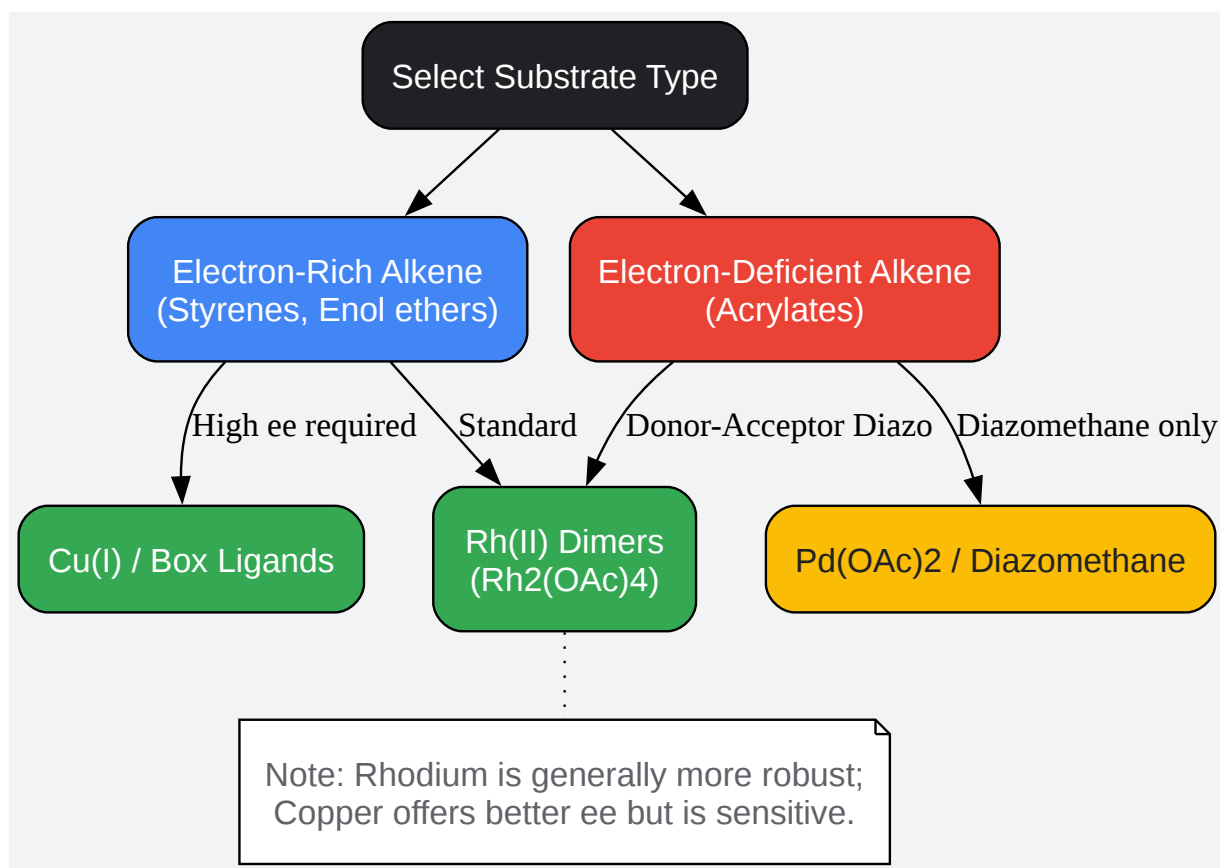 Select Substrate Type
Electron-Rich Alkene
(Styrenes, Enol ethers)
Electron-Deficient Alkene
(Acrylates)
High ee required
Standard
Donor-Acceptor Diazo
Diazomethane only
Cu(I) / Box Ligands
Rh(II) Dimers
(Rh2(OAc)4)
Pd(OAc)2 / Diazomethane
Note: Rhodium is generally more robust;
Copper offers better ee but is sensitive.